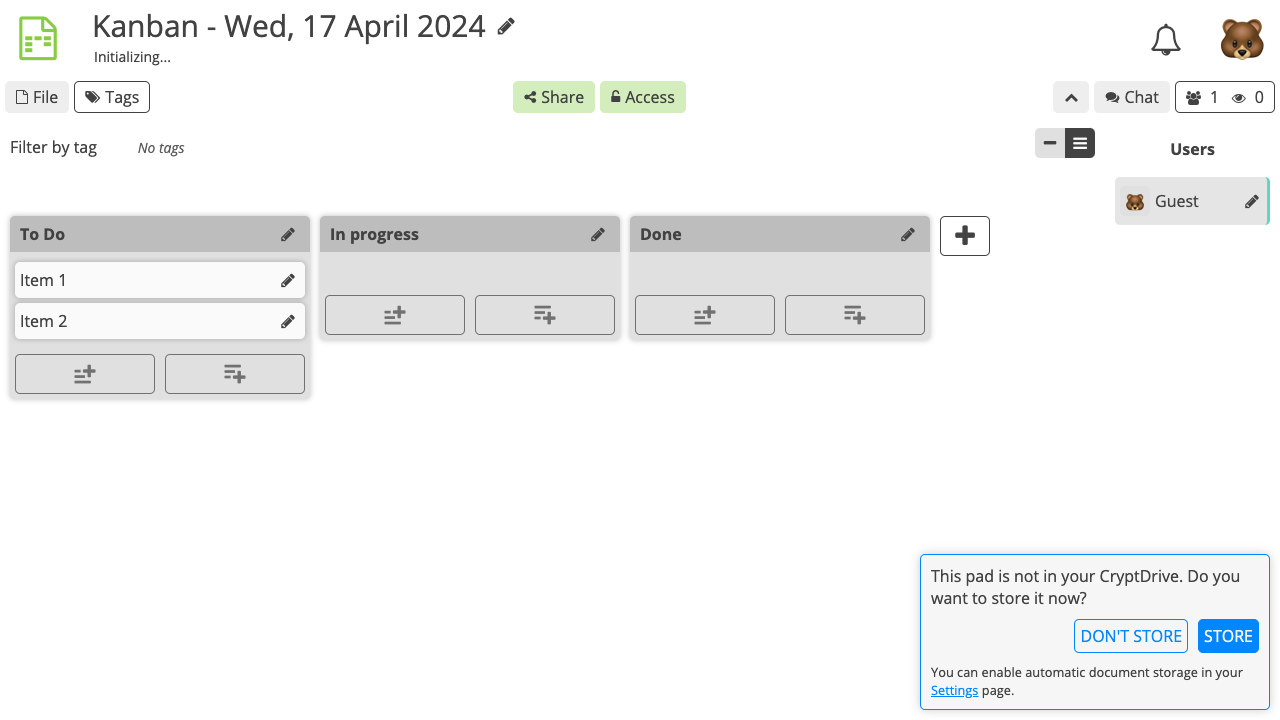 Kanban - Wed, 17 April 2024
Initializing...
File
Tags
Share
Access
Chat
1
0
Filter by tag
No tags
Users
Guest
To Do
In progress
Done
Item 1
Item 2
This pad is not in your CryptDrive. Do you
want to store it now?
DON'T STORE
STORE
You can enable automatic document storage in your
Settings page.